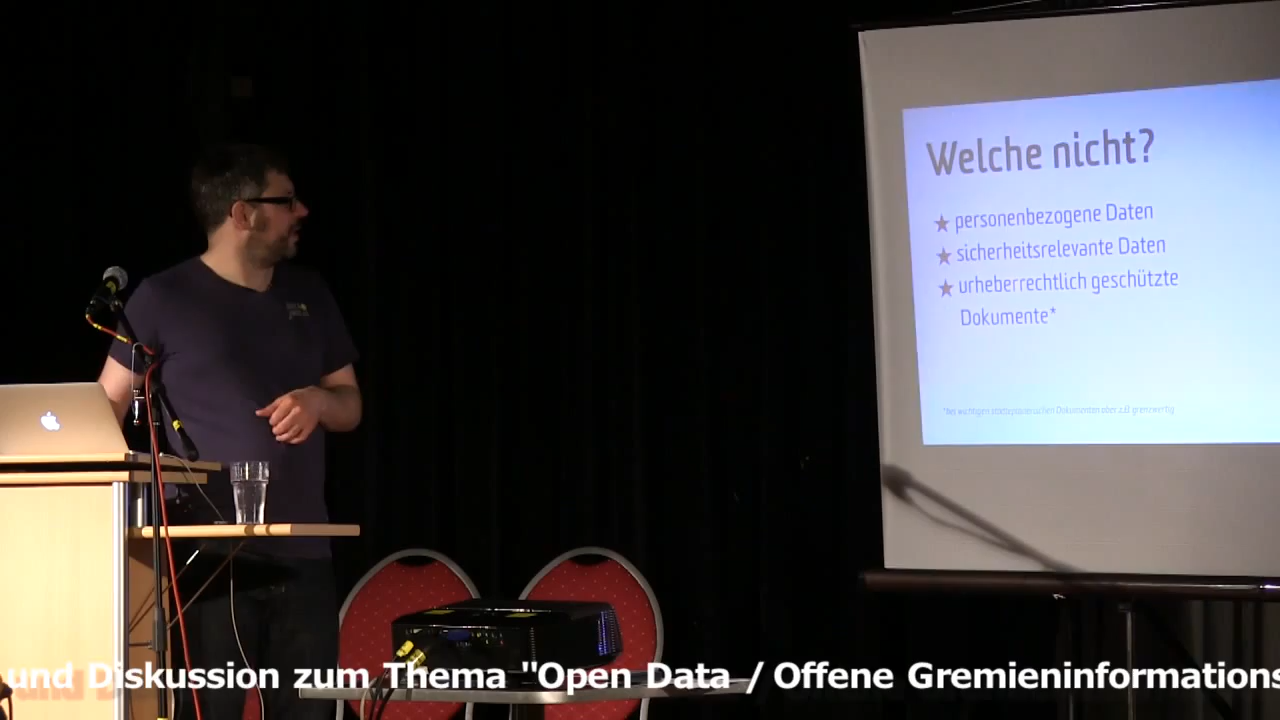 Welche nicht?
★ personenbezogene Daten
★ sicherheitsrelevante Daten
★ urheberrechtlich geschützte
Dokumente*
und Diskussion zum Thema "Open Data / Offene Gremieninformations